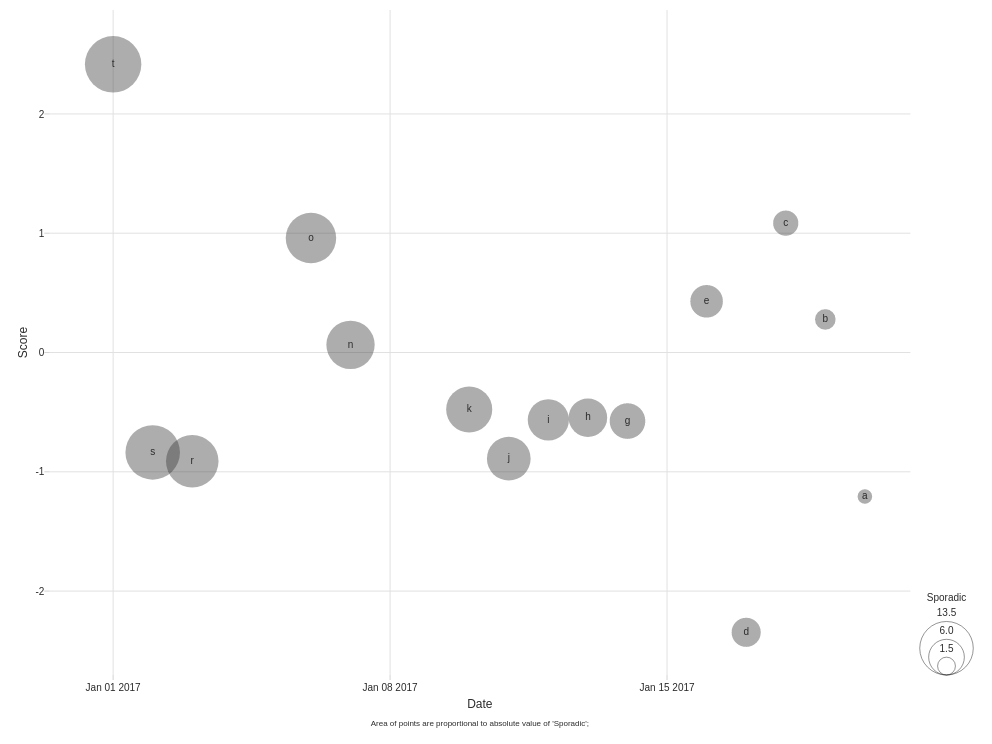 t
2
1
c
o
e
b
Score
0
n
k
i
h
g
s
r
j
-1
a
-2
d
Sporadic
13.5
6.0
1.5
Jan 01 2017
Jan 08 2017
Jan 15 2017
Date
Area of points are proportional to absolute value of 'Sporadic';